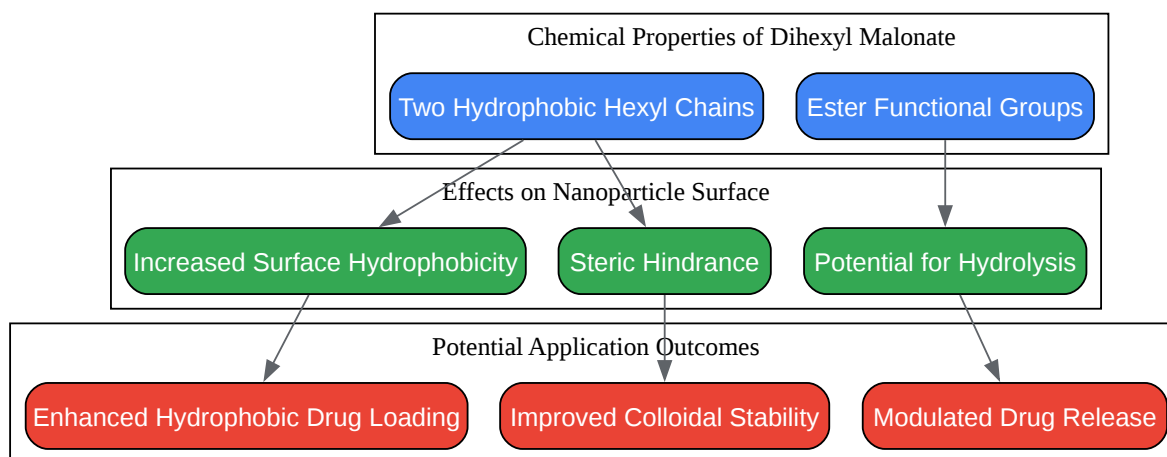 Chemical Properties of Dihexyl Malonate
Two Hydrophobic Hexyl Chains
Ester Functional Groups
Effects on Nanoparticle Surface
Increased Surface Hydrophobicity
Steric Hindrance
Potential for Hydrolysis
Potential Application Outcomes
Enhanced Hydrophobic Drug Loading
Improved Colloidal Stability
Modulated Drug Release